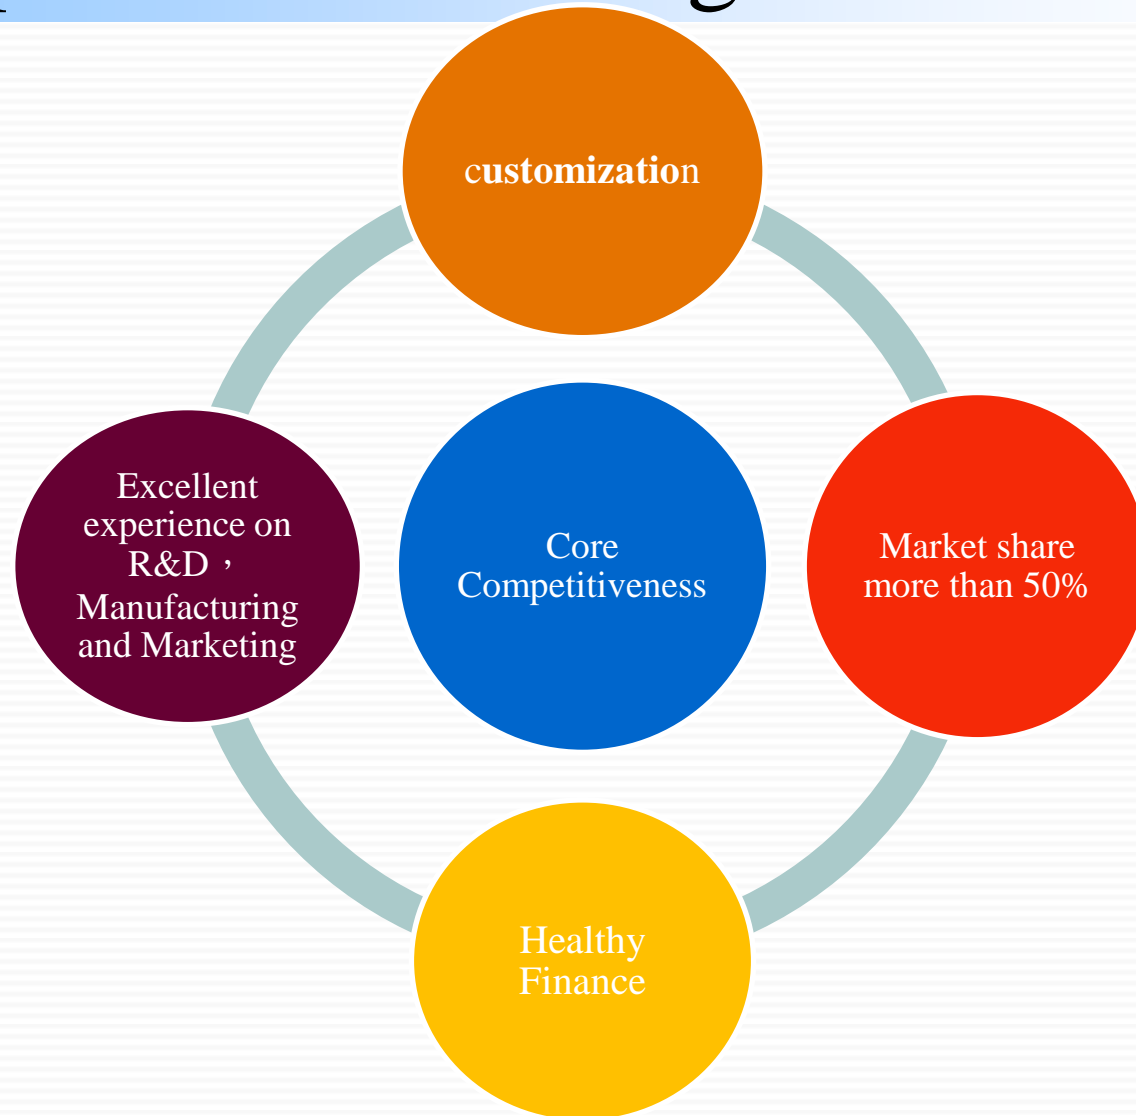 customization
Excellent
experience on
R&D，
Manufacturing
and Marketing
Core
Competitiveness
Market share
more than 50%
Healthy
Finance